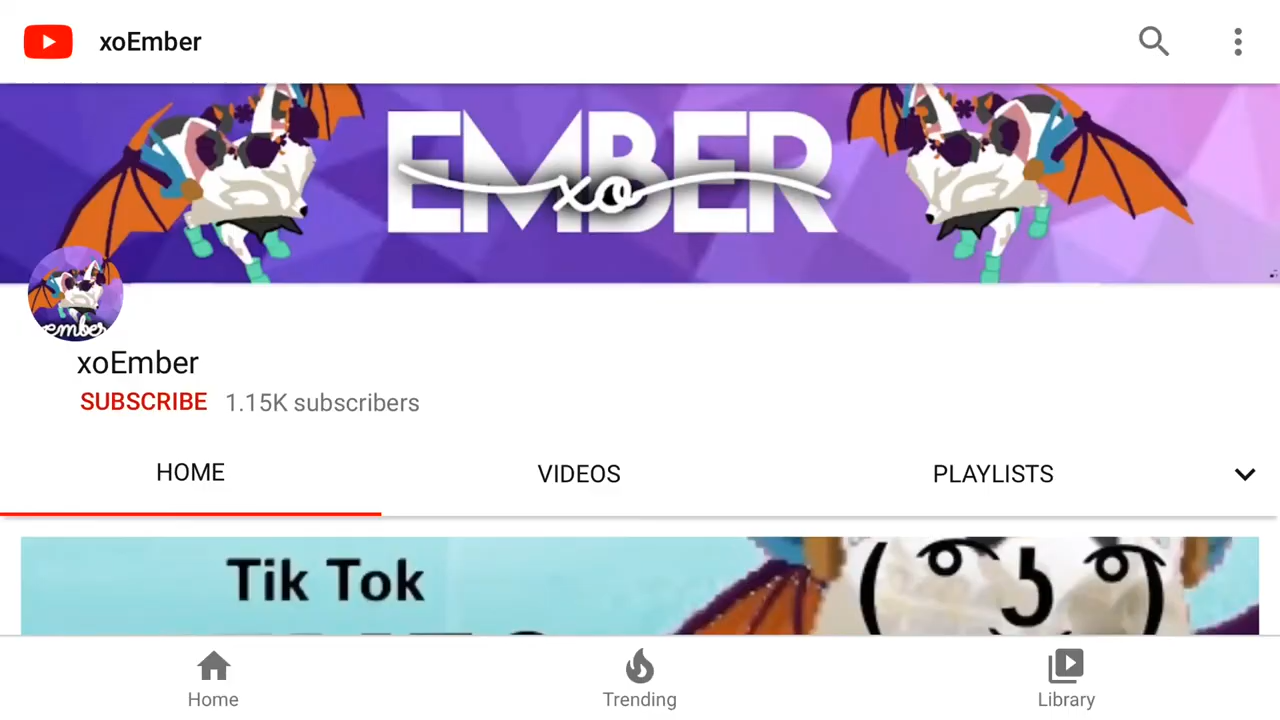 xoEmber
EMBER
xo
ember
xoEmber
SUBSCRIBE 1.15K subscribers
HOME VIDEOS PLAYLISTS
Tik Tok
Home Trending Library